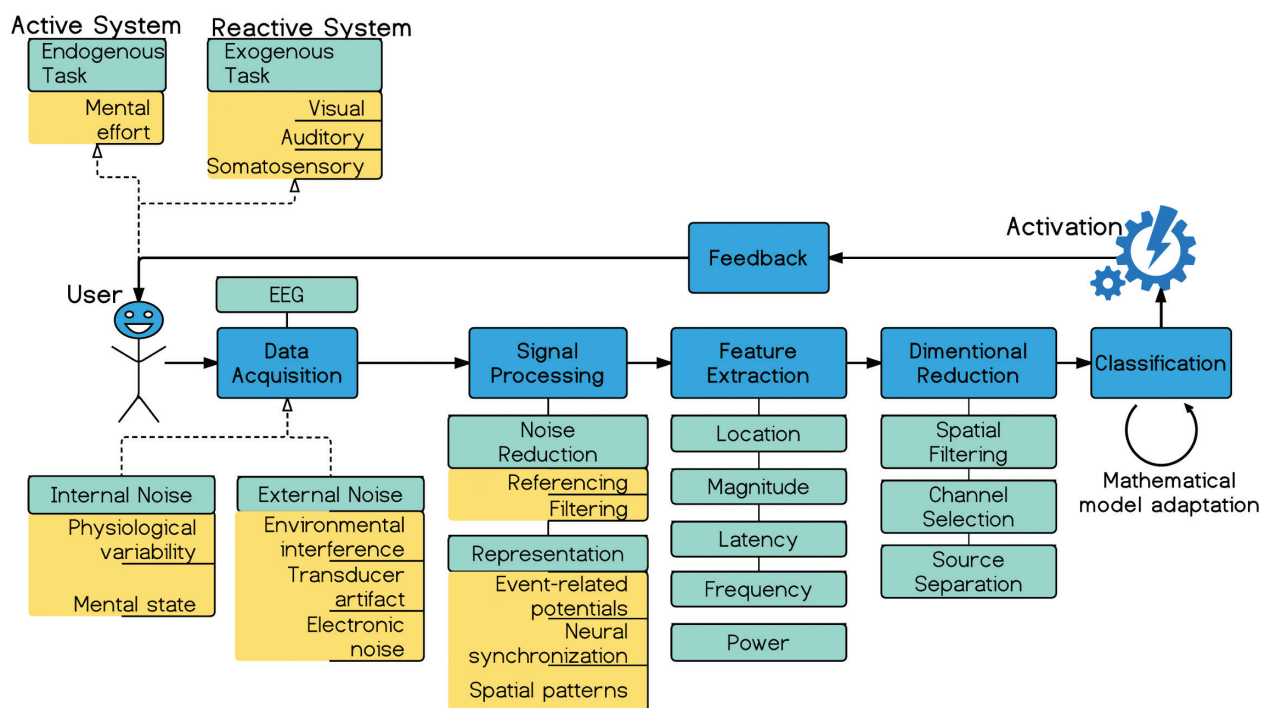 Active System
Reactive System
Endogenous
Task
Mental
effort
Exogenous
Task
Visual
Auditory
Somatosensory
Activation
Feedback
User
EEG
Data
Acquisition
Signal
Processing
Feature
Extraction
Dimentional
Reduction
Classification
Internal Noise
Physiological
variability
Mental state
External Noise
Environmental
interference
Transducer
artifact
Electronic
noise
Noise
Reduction
Referencing
Filtering
Representation
Event-related
potentials
Neural
synchronization
Spatial patterns
Location
Magnitude
Latency
Frequency
Power
Spatial
Filtering
Channel
Selection
Source
Separation
Mathematical
model adaptation